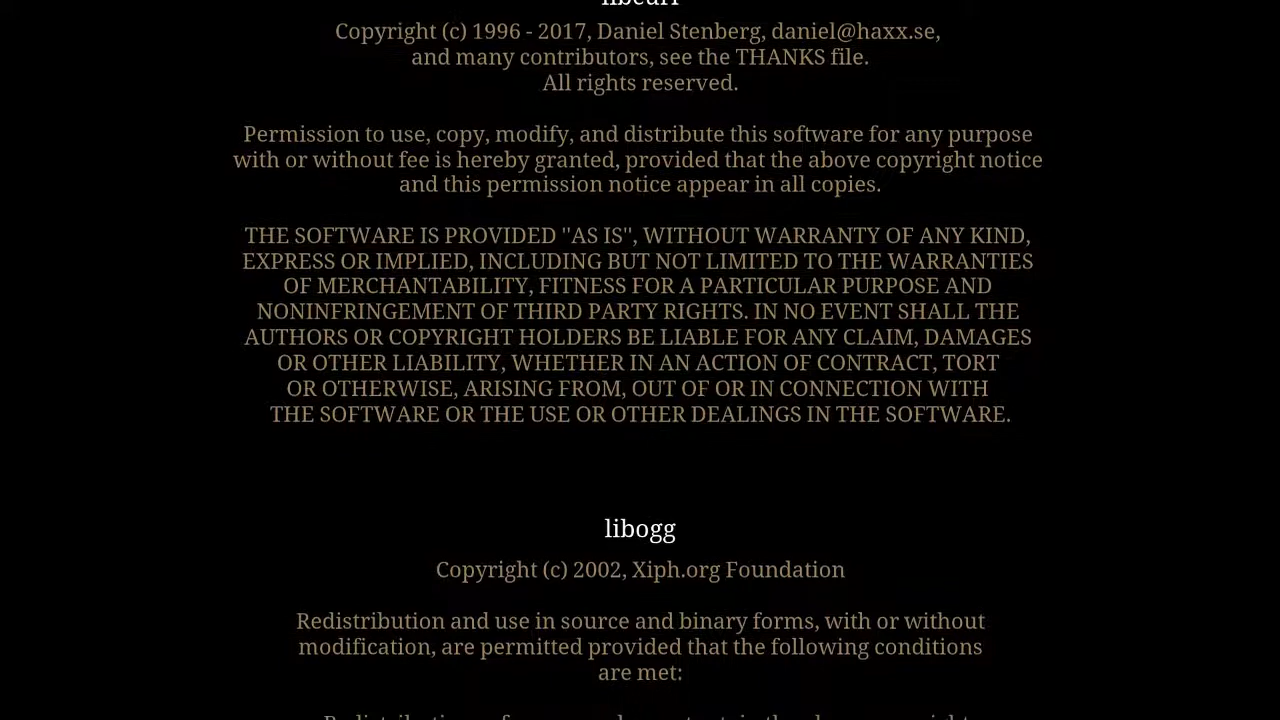 libcurl
Copyright (c) 1996 - 2017, Daniel Stenberg, daniel@haxx.se,
and many contributors, see the THANKS file.
All rights reserved.
Permission to use, copy, modify, and distribute this software for any purpose
with or without fee is hereby granted, provided that the above copyright notice
and this permission notice appear in all copies.
THE SOFTWARE IS PROVIDED "AS IS", WITHOUT WARRANTY OF ANY KIND,
EXPRESS OR IMPLIED, INCLUDING BUT NOT LIMITED TO THE WARRANTIES
OF MERCHANTABILITY, FITNESS FOR A PARTICULAR PURPOSE AND
NONINFRINGEMENT OF THIRD PARTY RIGHTS. IN NO EVENT SHALL THE
AUTHORS OR COPYRIGHT HOLDERS BE LIABLE FOR ANY CLAIM, DAMAGES
OR OTHER LIABILITY, WHETHER IN AN ACTION OF CONTRACT, TORT
OR OTHERWISE, ARISING FROM, OUT OF OR IN CONNECTION WITH
THE SOFTWARE OR THE USE OR OTHER DEALINGS IN THE SOFTWARE.
libogg
Copyright (c) 2002, Xiph.org Foundation
Redistribution and use in source and binary forms, with or without
modification, are permitted provided that the following conditions
are met: